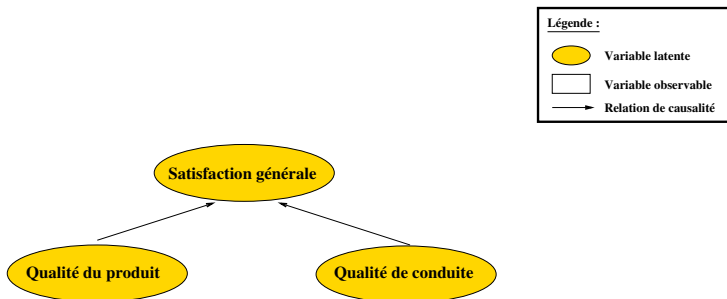 Légende :
Variable latente
Variable observable
Relation de causalité
Satisfaction générale
Qualité du produit
Qualité de conduite